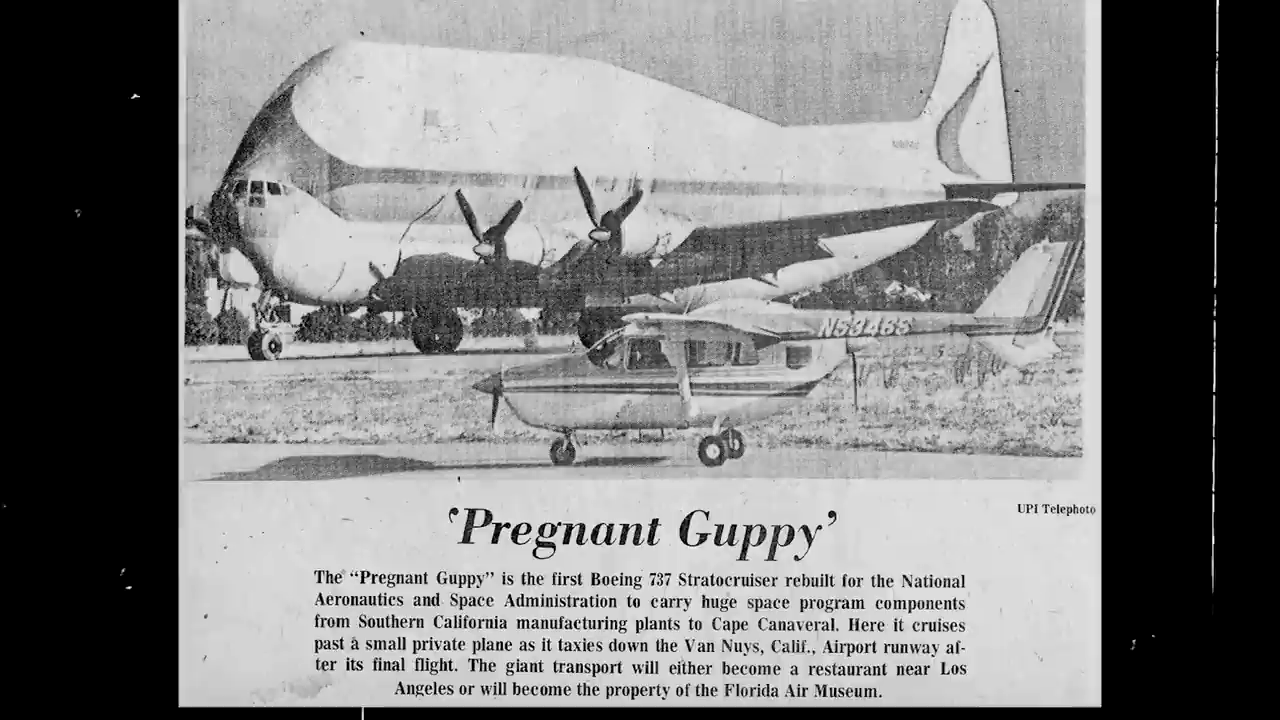 N5346S
UPI Telephoto
‘Pregnant Guppy’
The “Pregnant Guppy” is the first Boeing 737 Stratocruiser rebuilt for the National
Aeronautics and Space Administration to carry huge space program components
from Southern California manufacturing plants to Cape Canaveral. Here it cruises
past a small private plane as it taxies down the Van Nuys, Calif., Airport runway af-
ter its final flight. The giant transport will either become a restaurant near Los
Angeles or will become the property of the Florida Air Museum.